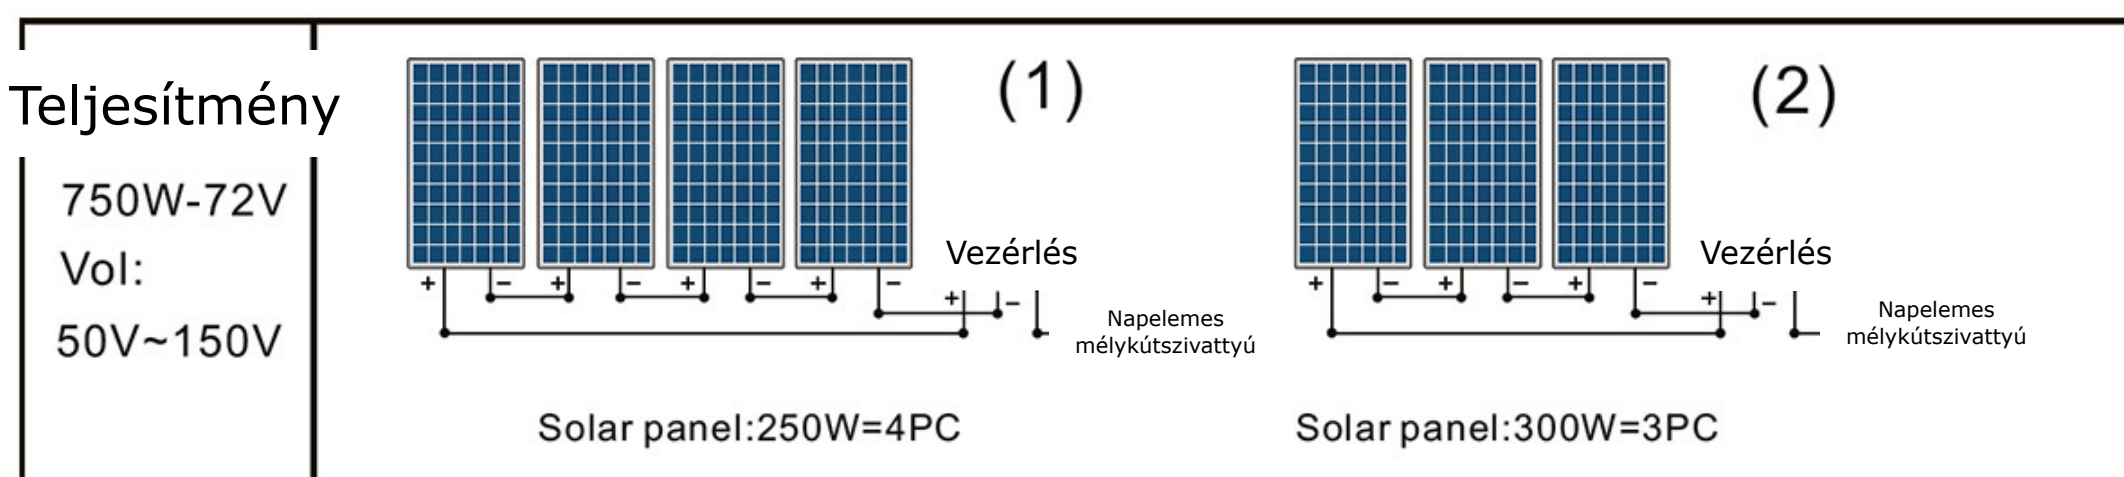 Teljesítmény
750W-72V
Vol:
50V~150V
(1)
+ − + − + − + −
Vezérlés
+ −
Napelemes
mélykútszivattyú
Solar panel:250W=4PC
(2)
+ − + − + −
Vezérlés
+ −
Napelemes
mélykútszivattyú
Solar panel:300W=3PC